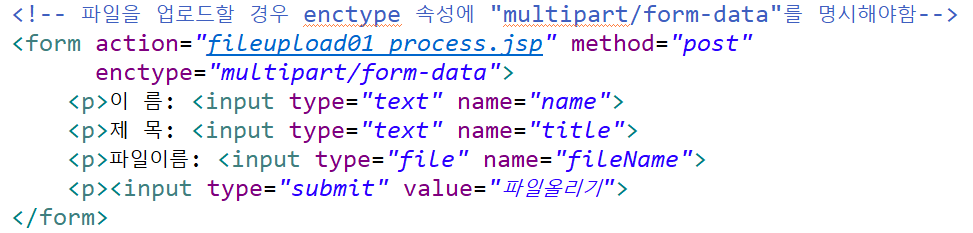 <!-- 파일을 업로드할 경우 enctype 속성에 "multipart/form-data"를 명시해야함-->
<form action="fileupload01_process.jsp" method="post"
enctype="multipart/form-data">
<p>이 름: <input type="text" name="name">
<p>제 목: <input type="text" name="title">
<p>파일이름: <input type="file" name="fileName">
<p><input type="submit" value="파일올리기">
</form>